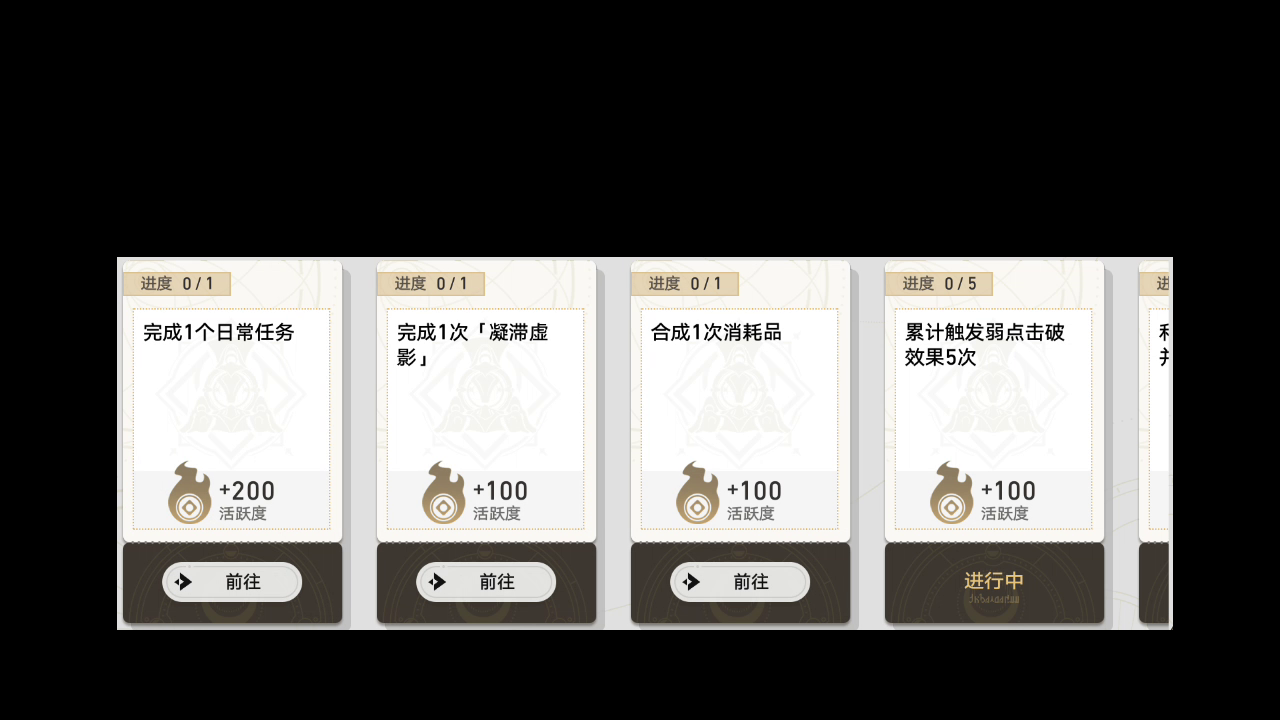 进度 0/1
完成1个日常任务
+200
活跃度
前往
进度 0/1
完成1次「凝滞虚
影」
+100
活跃度
前往
进度 0/1
合成1次消耗品
+100
活跃度
前往
进度 0/5
累计触发弱点击破
效果5次
+100
活跃度
进行中